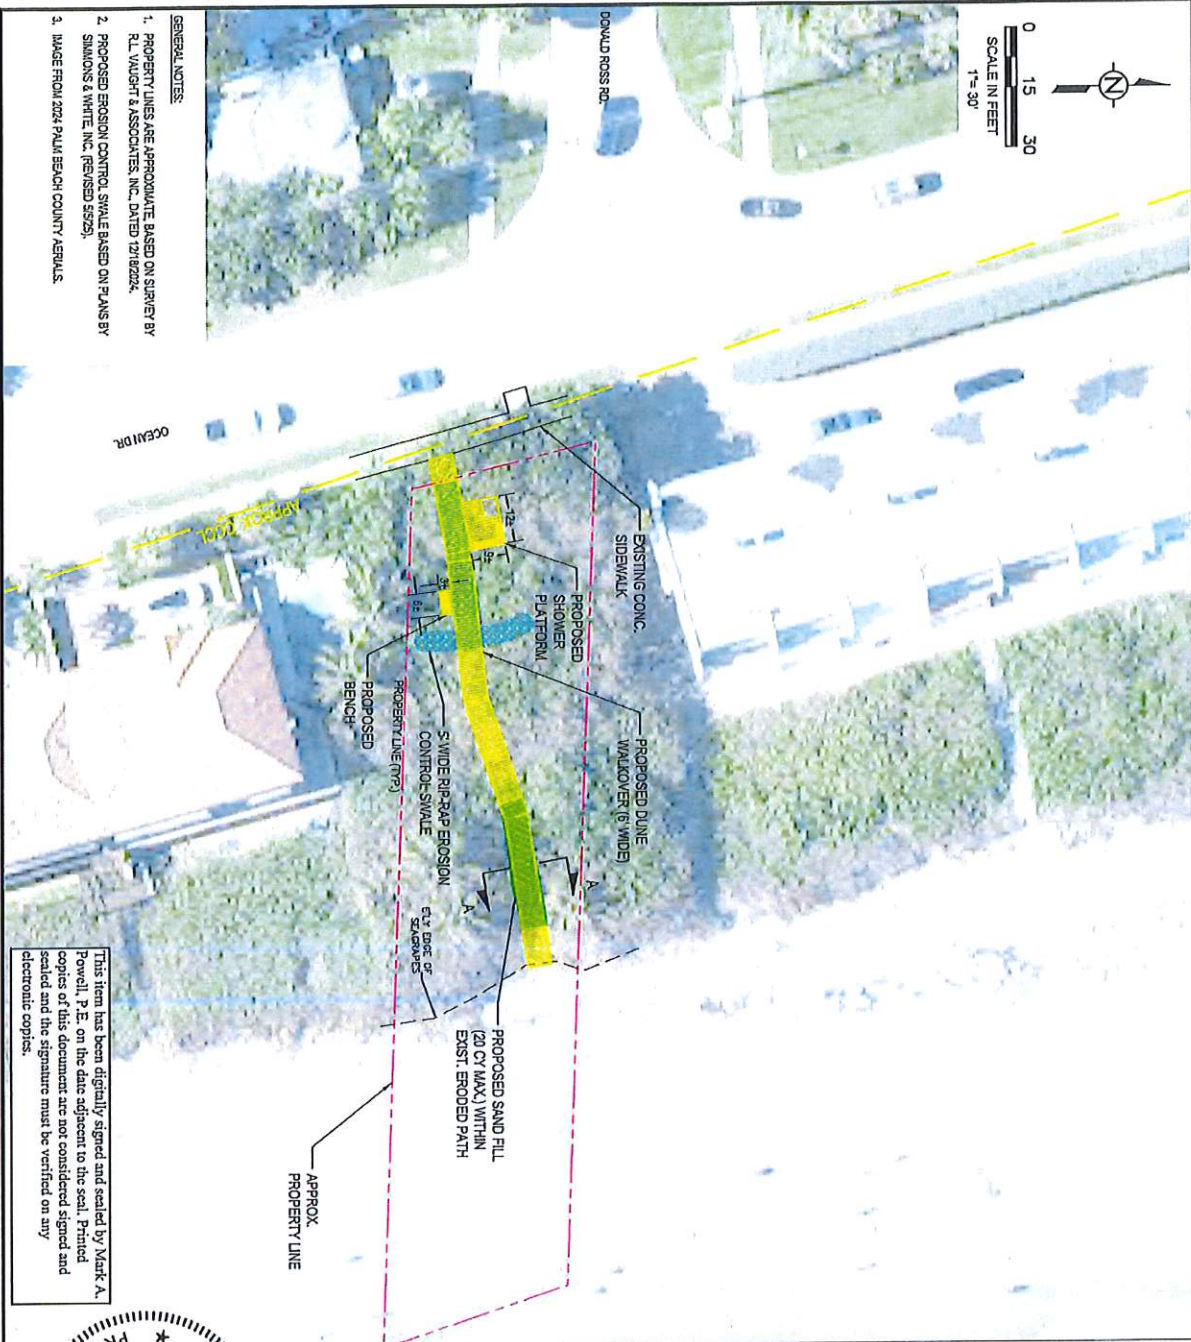 0 15 30
SCALE IN FEET
1"= 30'
N
DONALD ROSS RD.
OCEAN DR.
APPROX CCCL
EXISTING CONC.
SIDEWALK
PROPOSED
SHOWER
PLATFORM
PROPOSED DUNE
WALKOVER (6' WIDE)
12±
9±
3±
6±
PROPOSED
BENCH
5' WIDE RIP-RAP EROSION
CONTROL SWALE
PROPERTY LINE (TYP.)
A
A
E'LY EDGE OF
SEAGRAPES
PROPOSED SAND FILL
(20 CY MAX.) WITHIN
EXIST. ERODED PATH
APPROX.
PROPERTY LINE
GENERAL NOTES:
1. PROPERTY LINES ARE APPROXIMATE, BASED ON SURVEY BY
R.L. VAUGHT & ASSOCIATES, INC., DATED 12/18/2024.
2. PROPOSED EROSION CONTROL SWALE BASED ON PLANS BY
SIMMONS & WHITE, INC. (REVISED 5/5/25).
3. IMAGE FROM 2024 PALM BEACH COUNTY AERIALS.
This item has been digitally signed and sealed by Mark A.
Powell, P.E. on the date adjacent to the seal. Printed
copies of this document are not considered signed and
sealed and the signature must be verified on any
electronic copies.